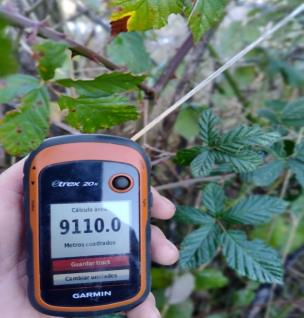 etrex 20x
Cálculo área
9110.0
Metros cuadrados
Guardar track
Cambiar unidades
GARMIN